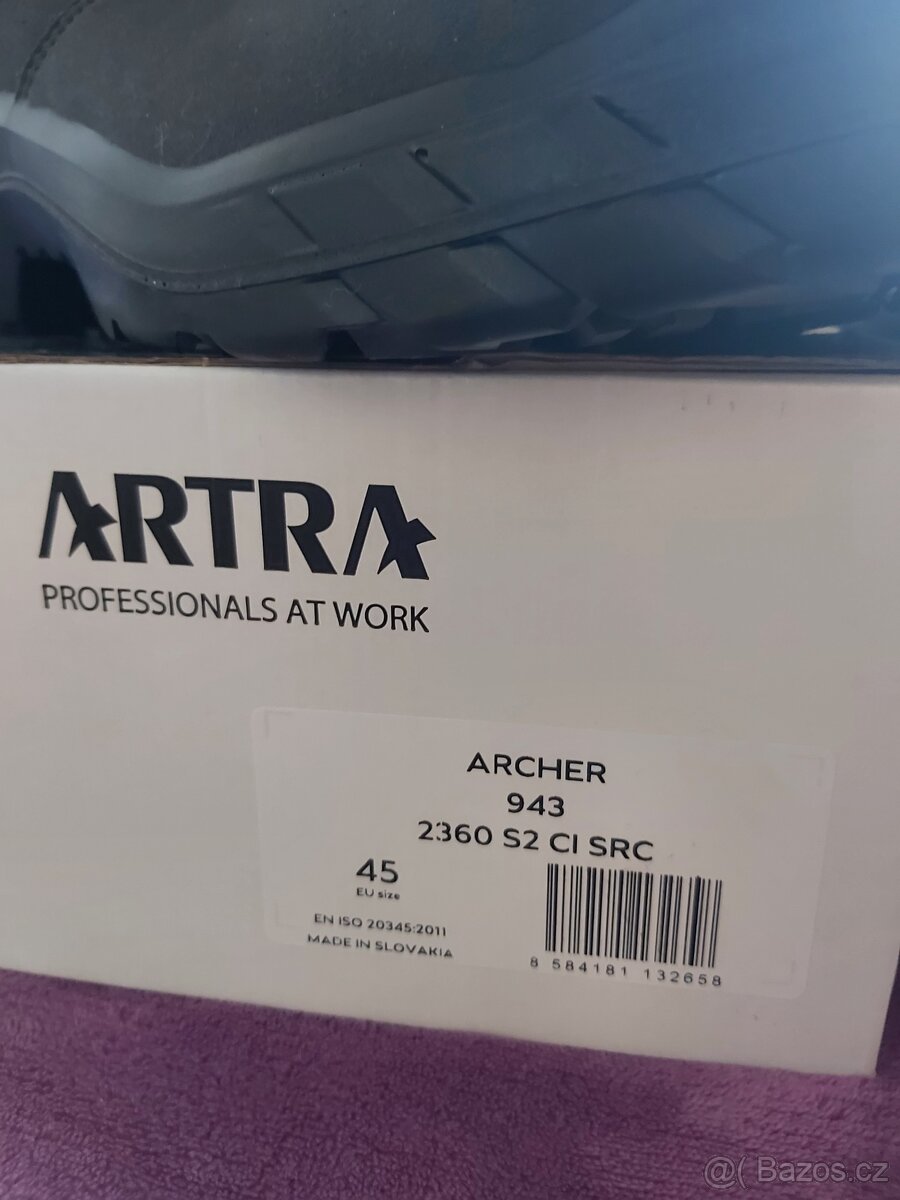 ARTRA
PROFESSIONALS AT WORK
ARCHER
943
2360 S2 CI SRC
45
EU size
EN ISO 20345:2011
MADE IN SLOVAKIA
8 584181 132658
@( Bazos.cz